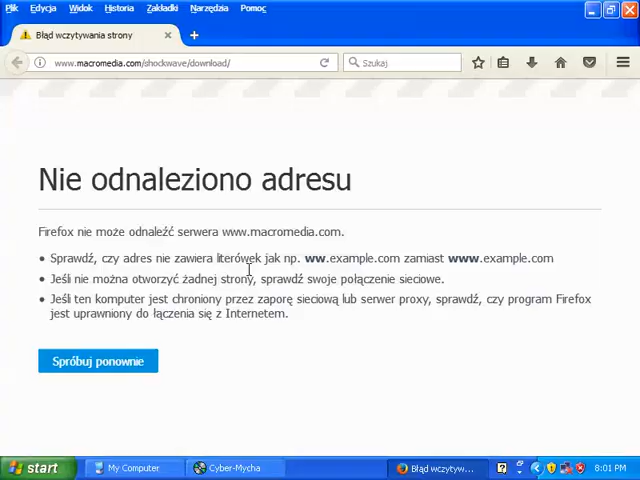 Plik Edycja Widok Historia Zakładki Narzędzia Pomoc
Błąd wczytywania strony
www.macromedia.com/shockwave/download/
Szukaj
Nie odnaleziono adresu
Firefox nie może odnaleźć serwera www.macromedia.com.
Sprawdź, czy adres nie zawiera literówek jak np. ww.example.com zamiast www.example.com
Jeśli nie można otworzyć żadnej strony, sprawdź swoje połączenie sieciowe.
Jeśli ten komputer jest chroniony przez zaporę sieciową lub serwer proxy, sprawdź, czy program Firefox
jest uprawniony do łączenia się z Internetem.
Spróbuj ponownie
start My Computer Cyber-Mycha Błąd wczytyw... 8:01 PM